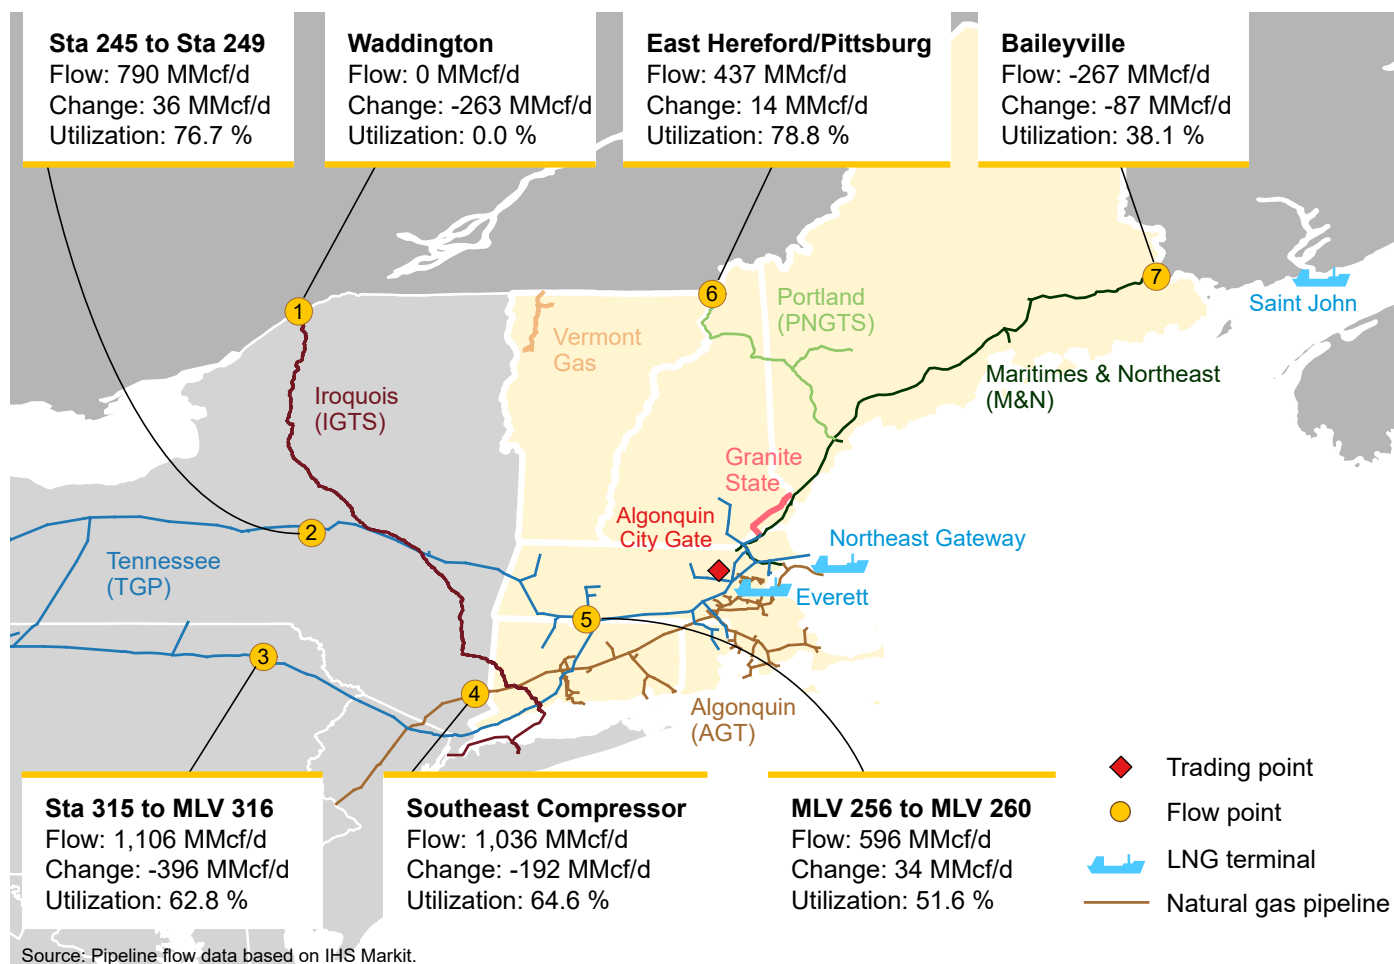 Sta 245 to Sta 249
Flow: 790 MMcf/d
Change: 36 MMcf/d
Utilization: 76.7 %
Waddington
Flow: 0 MMcf/d
Change: -263 MMcf/d
Utilization: 0.0 %
East Hereford/Pittsburg
Flow: 437 MMcf/d
Change: 14 MMcf/d
Utilization: 78.8 %
Baileyville
Flow: -267 MMcf/d
Change: -87 MMcf/d
Utilization: 38.1 %
1
6
7
Saint John
Portland
(PNGTS)
Vermont
Gas
Maritimes & Northeast
(M&N)
Iroquois
(IGTS)
Granite
State
Algonquin
City Gate
2
Northeast Gateway
Tennessee
(TGP)
Everett
5
3
4
Algonquin
(AGT)
Sta 315 to MLV 316
Flow: 1,106 MMcf/d
Change: -396 MMcf/d
Utilization: 62.8 %
Southeast Compressor
Flow: 1,036 MMcf/d
Change: -192 MMcf/d
Utilization: 64.6 %
MLV 256 to MLV 260
Flow: 596 MMcf/d
Change: 34 MMcf/d
Utilization: 51.6 %
Trading point
Flow point
LNG terminal
Natural gas pipeline
Source: Pipeline flow data based on IHS Markit.